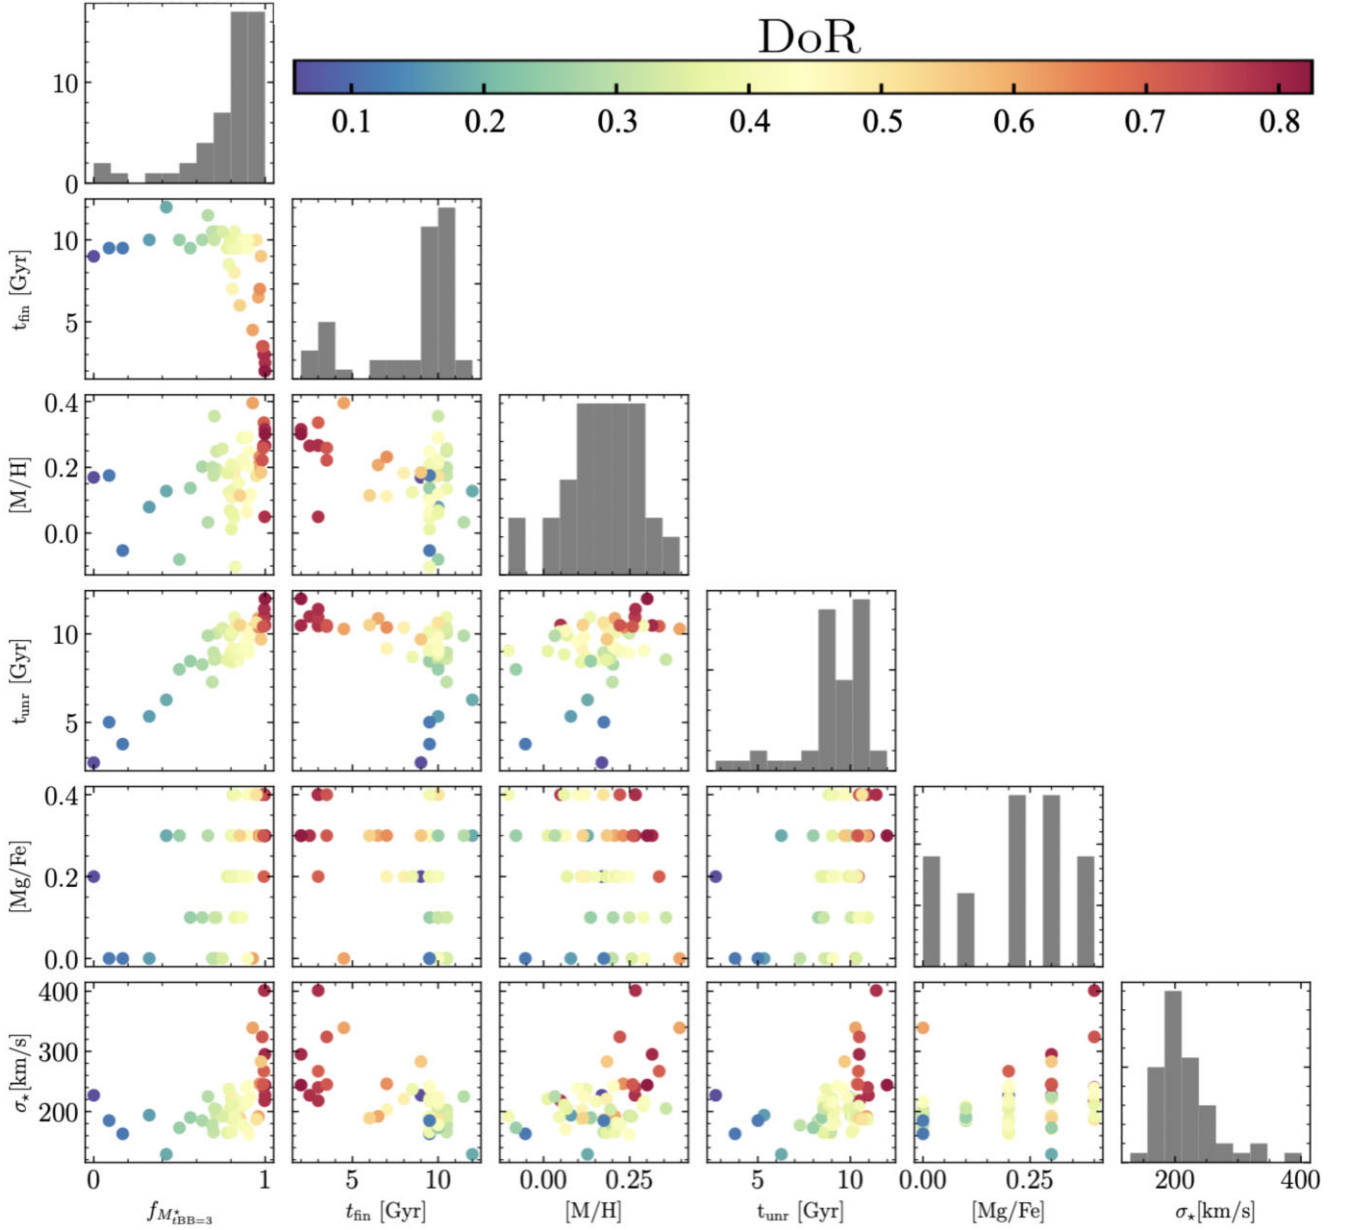 DoR
0.1 0.2 0.3 0.4 0.5 0.6 0.7 0.8
10
0
10
5
t_fin [Gyr]
0.4
0.2
0.0
[M/H]
10
5
t_unr [Gyr]
0.4
0.2
0.0
[Mg/Fe]
400
300
200
σ⋆[km/s]
0 1
5 10
0.00 0.25
5 10
0.00 0.25
200 400
f_{M⋆_{tBB=3}}
t_fin [Gyr]
[M/H]
t_unr [Gyr]
[Mg/Fe]
σ⋆[km/s]